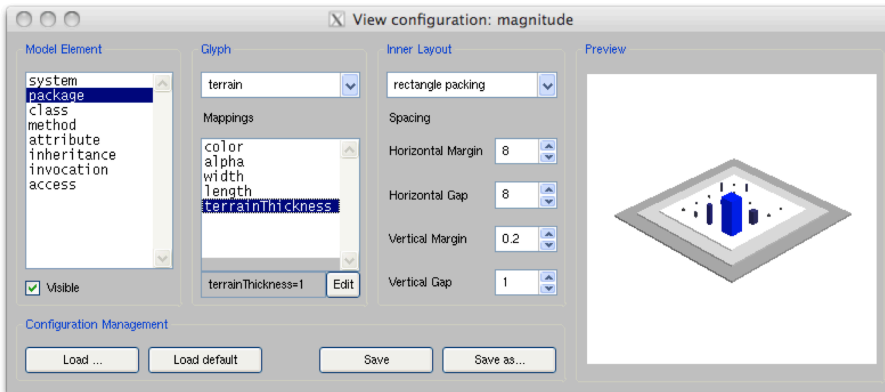 View configuration: magnitude
Model Element
system
package
class
method
attribute
inheritance
invocation
access
Visible
Glyph
terrain
Mappings
color
alpha
width
length
terrainThickness
terrainThickness=1
Edit
Inner Layout
rectangle packing
Spacing
Horizontal Margin 8
Horizontal Gap 8
Vertical Margin 0.2
Vertical Gap 1
Preview
Configuration Management
Load ...
Load default
Save
Save as...